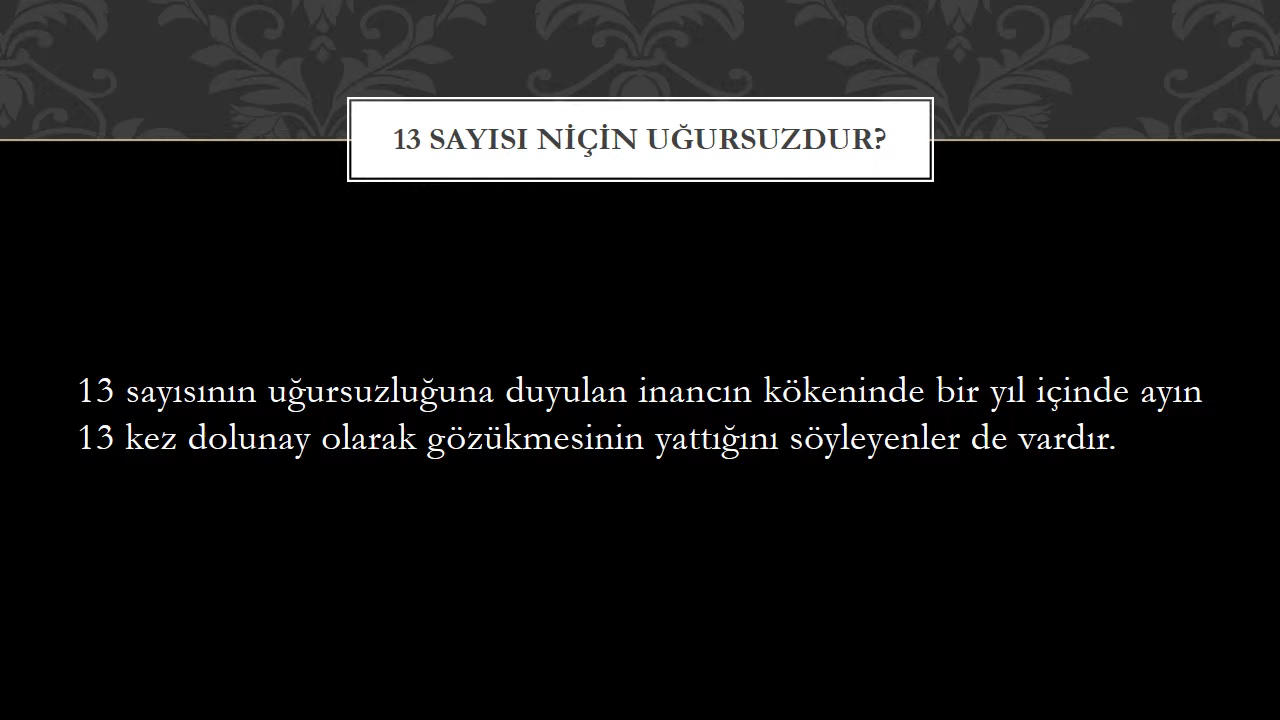 13 SAYISI NİÇİN UĞURSUZDUR?
13 sayısının uğursuzluğuna duyulan inancın kökeninde bir yıl içinde ayın
13 kez dolunay olarak gözükmesinin yattığını söyleyenler de vardır.